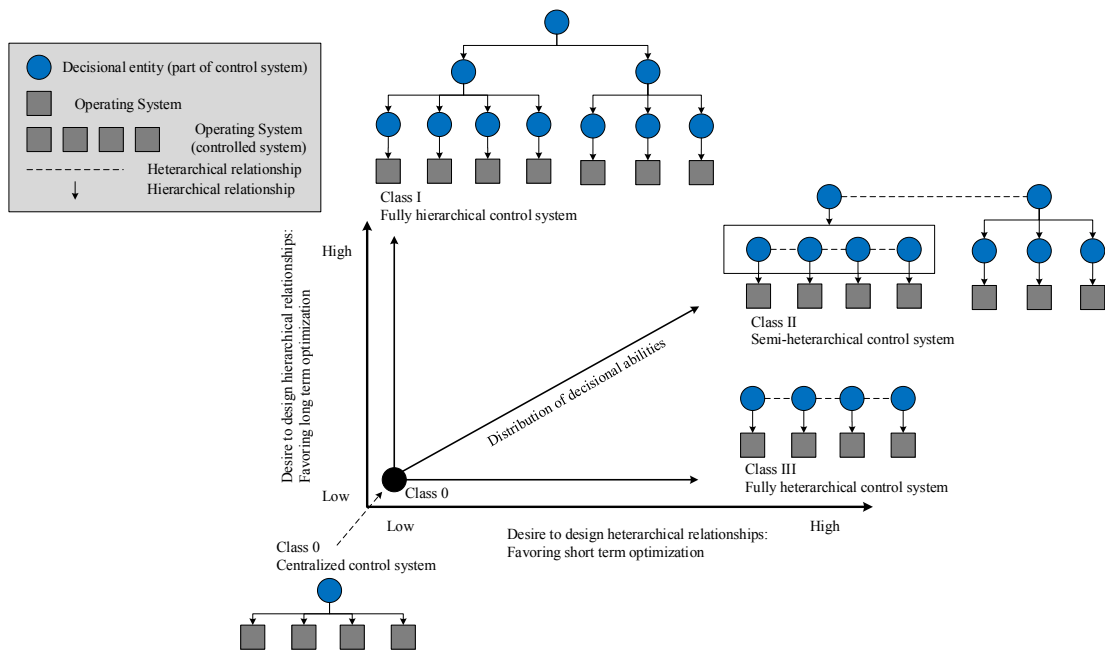 Decisional entity (part of control system)
Operating System
Operating System
(controlled system)
Heterarchical relationship
Hierarchical relationship
Class I
Fully hierarchical control system
High
Desire to design hierarchical relationships:
Favoring long term optimization
Low
Distribution of decisional abilities
Class II
Semi-heterarchical control system
Class III
Fully heterarchical control system
Class 0
Low
High
Desire to design heterarchical relationships:
Favoring short term optimization
Class 0
Centralized control system